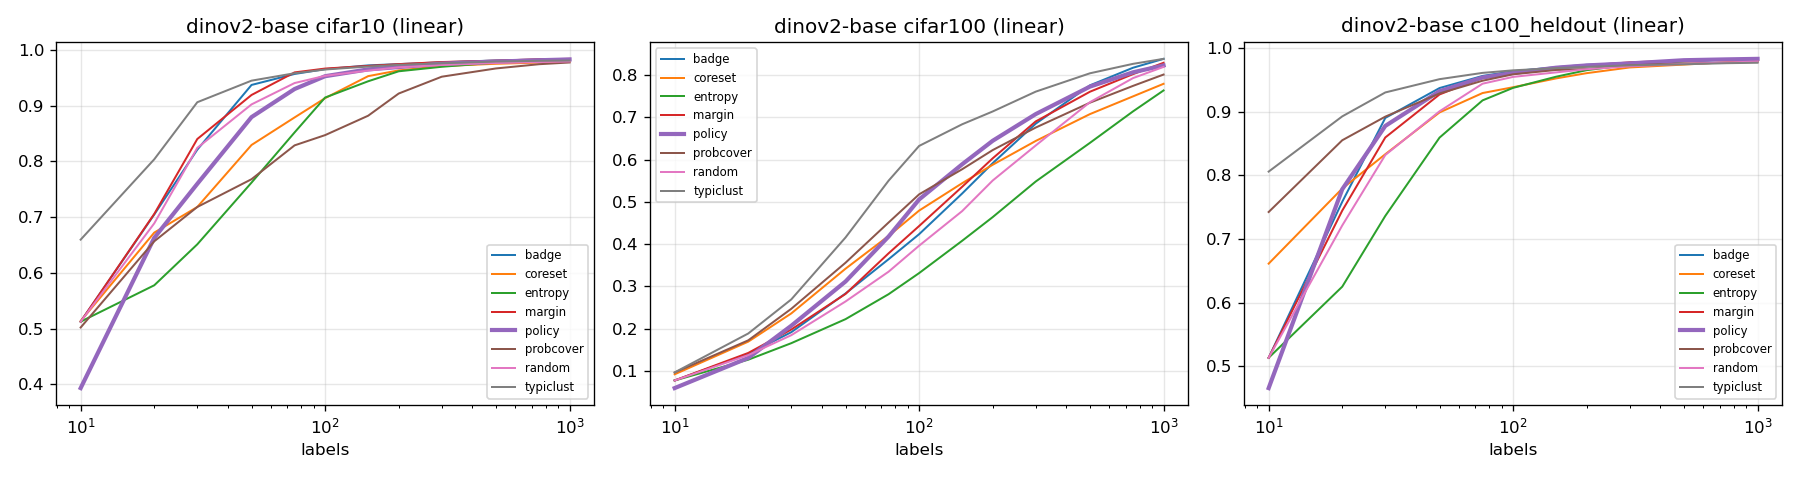 dinov2-base cifar10 (linear)
1.0
0.9
0.8
0.7
0.6
0.5
0.4
badge
coreset
entropy
margin
policy
probcover
random
typiclust
10¹
10²
10³
labels
dinov2-base cifar100 (linear)
badge
coreset
entropy
margin
policy
probcover
random
typiclust
0.8
0.7
0.6
0.5
0.4
0.3
0.2
0.1
10¹
10²
10³
labels
dinov2-base c100_heldout (linear)
1.0
0.9
0.8
0.7
0.6
0.5
badge
coreset
entropy
margin
policy
probcover
random
typiclust
10¹
10²
10³
labels